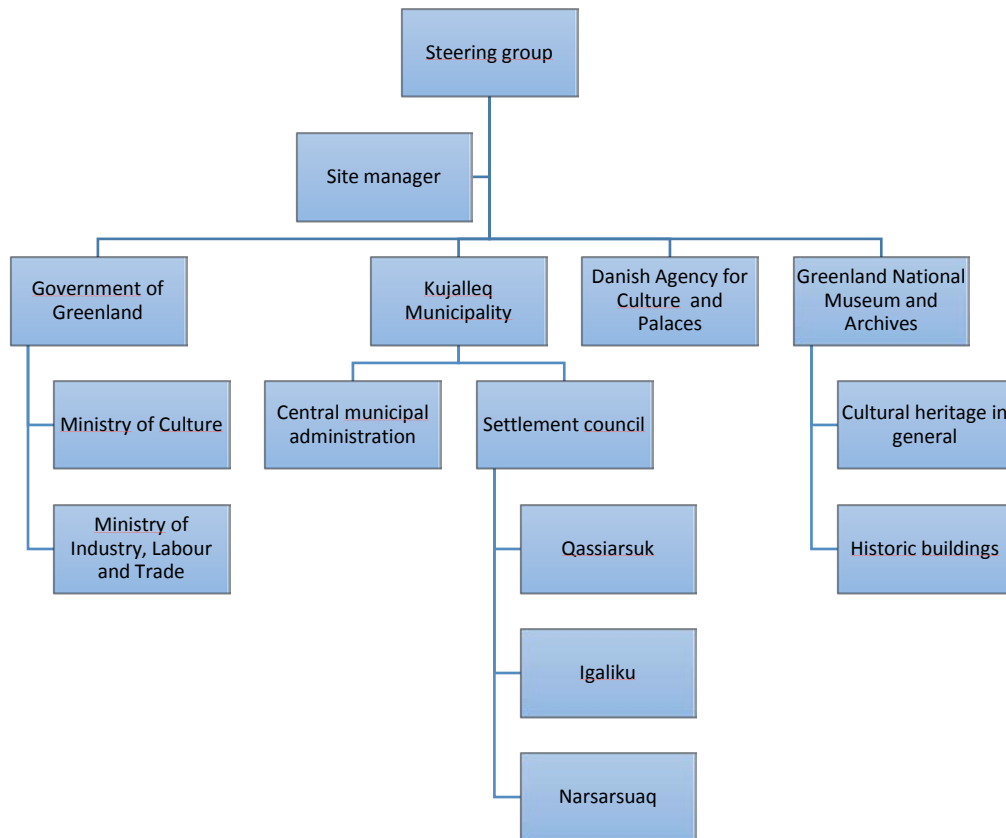 Steering group
Site manager
Government of
Greenland
Kujalleq
Municipality
Danish Agency for
Culture and
Palaces
Greenland National
Museum and
Archives
Ministry of Culture
Central municipal
administration
Settlement council
Cultural heritage in
general
Ministry of
Industry, Labour
and Trade
Qassiarsuk
Historic buildings
Igaliku
Narsarsuaq